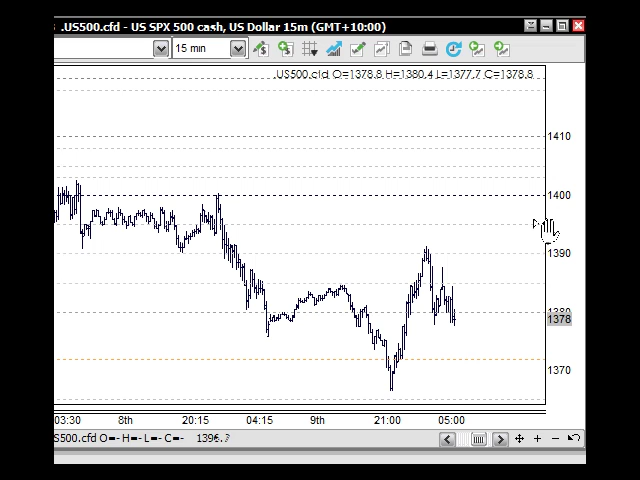 .US500.cfd - US SPX 500 cash, US Dollar 15m (GMT+10:00)
15 min
.US500.cfd O=1378.8 H=1380.4 L=1377.7 C=1378.8
1410
1400
1390
1380
1378
1370
03:30 8th 20:15 04:15 9th 21:00 05:00
S500.cfd O=- H=- L=- C=-